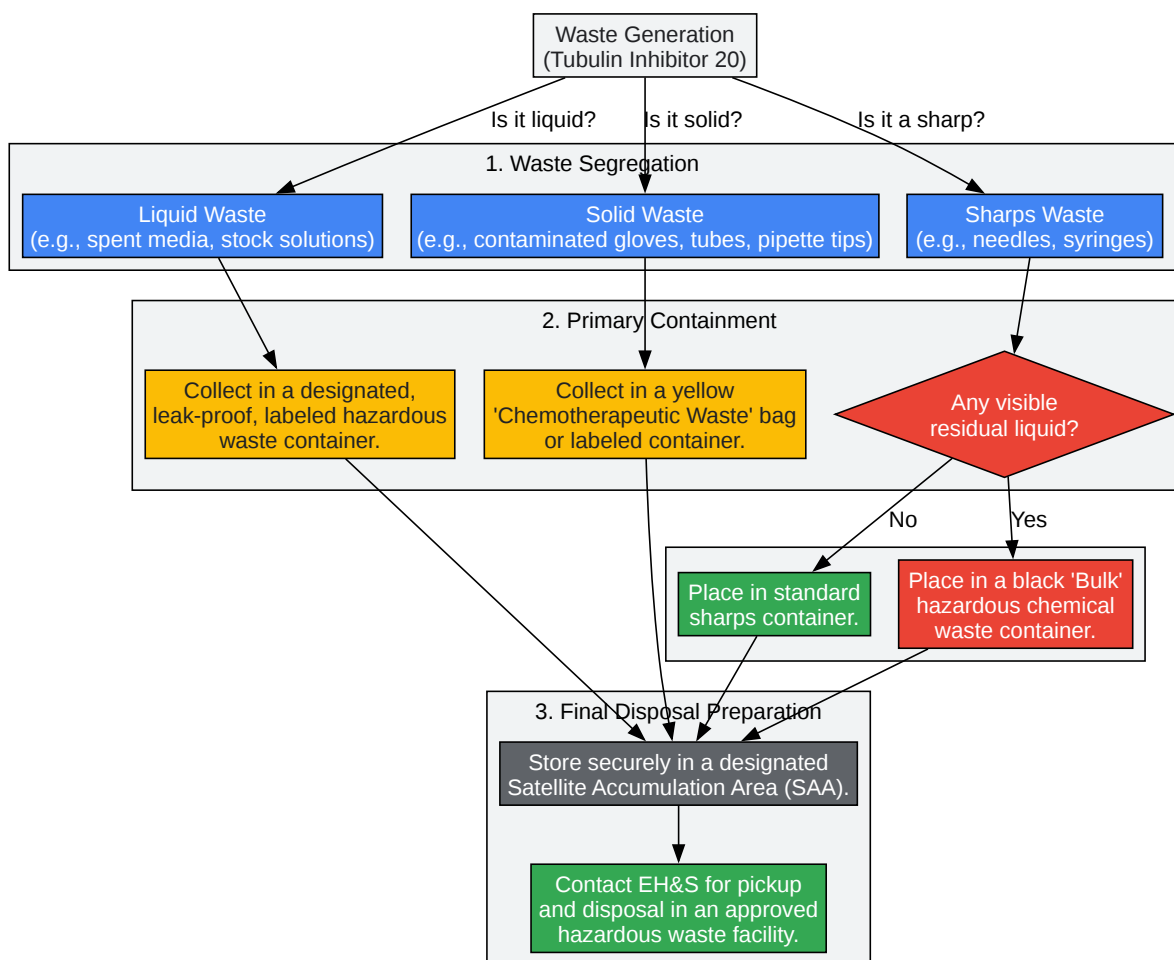 Waste Generation
(Tubulin Inhibitor 20)
Is it liquid?
Is it solid?
Is it a sharp?
1. Waste Segregation
Liquid Waste
(e.g., spent media, stock solutions)
Solid Waste
(e.g., contaminated gloves, tubes, pipette tips)
Sharps Waste
(e.g., needles, syringes)
2. Primary Containment
Collect in a designated,
leak-proof, labeled hazardous
waste container.
Collect in a yellow
'Chemotherapeutic Waste' bag
or labeled container.
Any visible
residual liquid?
No
Yes
Place in standard
sharps container.
Place in a black 'Bulk'
hazardous chemical
waste container.
3. Final Disposal Preparation
Store securely in a designated
Satellite Accumulation Area (SAA).
Contact EH&S for pickup
and disposal in an approved
hazardous waste facility.